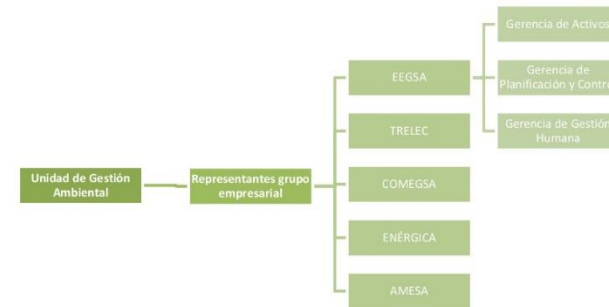 Unidad de Gestión
Ambiental
Representantes grupo
empresarial
EEGSA
TRELEC
COMEGSA
ENÉRGICA
AMESA
Gerencia de Activos
Gerencia de
Planificación y Contro
Gerencia de Gestión
Humana